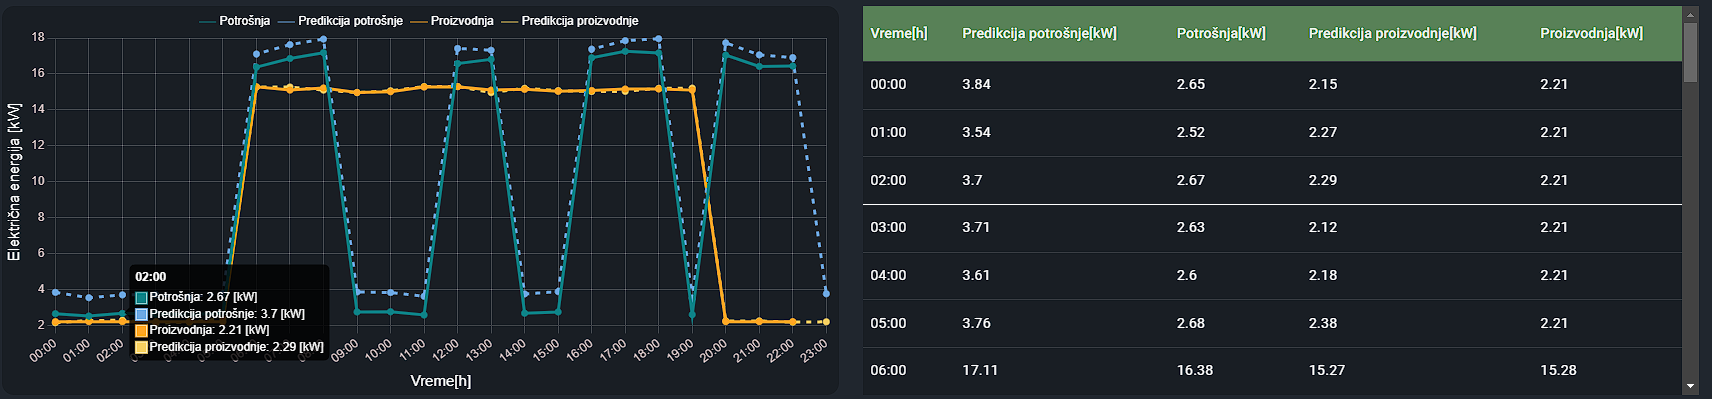 Potrošnja Predikcija potrošnje Proizvodnja Predikcija proizvodnje
Električna energija [kW]
18
16
14
12
10
8
6
4
2
02:00
Potrošnja: 2.67 [kW]
Predikcija potrošnje: 3.7 [kW]
Proizvodnja: 2.21 [kW]
Predikcija proizvodnje: 2.29 [kW]
00:00 01:00 02:00 09:00 10:00 11:00 12:00 13:00 14:00 15:00 16:00 17:00 18:00 19:00 20:00 21:00 22:00 23:00
Vreme[h]
Vreme[h] Predikcija potrošnje[kW] Potrošnja[kW] Predikcija proizvodnje[kW] Proizvodnja[kW]
00:00 3.84 2.65 2.15 2.21
01:00 3.54 2.52 2.27 2.21
02:00 3.7 2.67 2.29 2.21
03:00 3.71 2.63 2.12 2.21
04:00 3.61 2.6 2.18 2.21
05:00 3.76 2.68 2.38 2.21
06:00 17.11 16.38 15.27 15.28